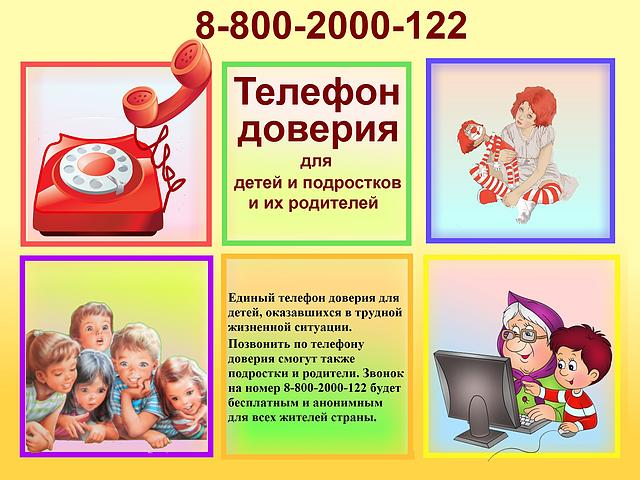 8-800-2000-122
Телефон
доверия
для
детей и подростков
и их родителей
Единый телефон доверия для
детей, оказавшихся в трудной
жизненной ситуации.
Позвонить по телефону
доверия смогут также
подростки и родители. Звонок
на номер 8-800-2000-122 будет
бесплатным и анонимным
для всех жителей страны.